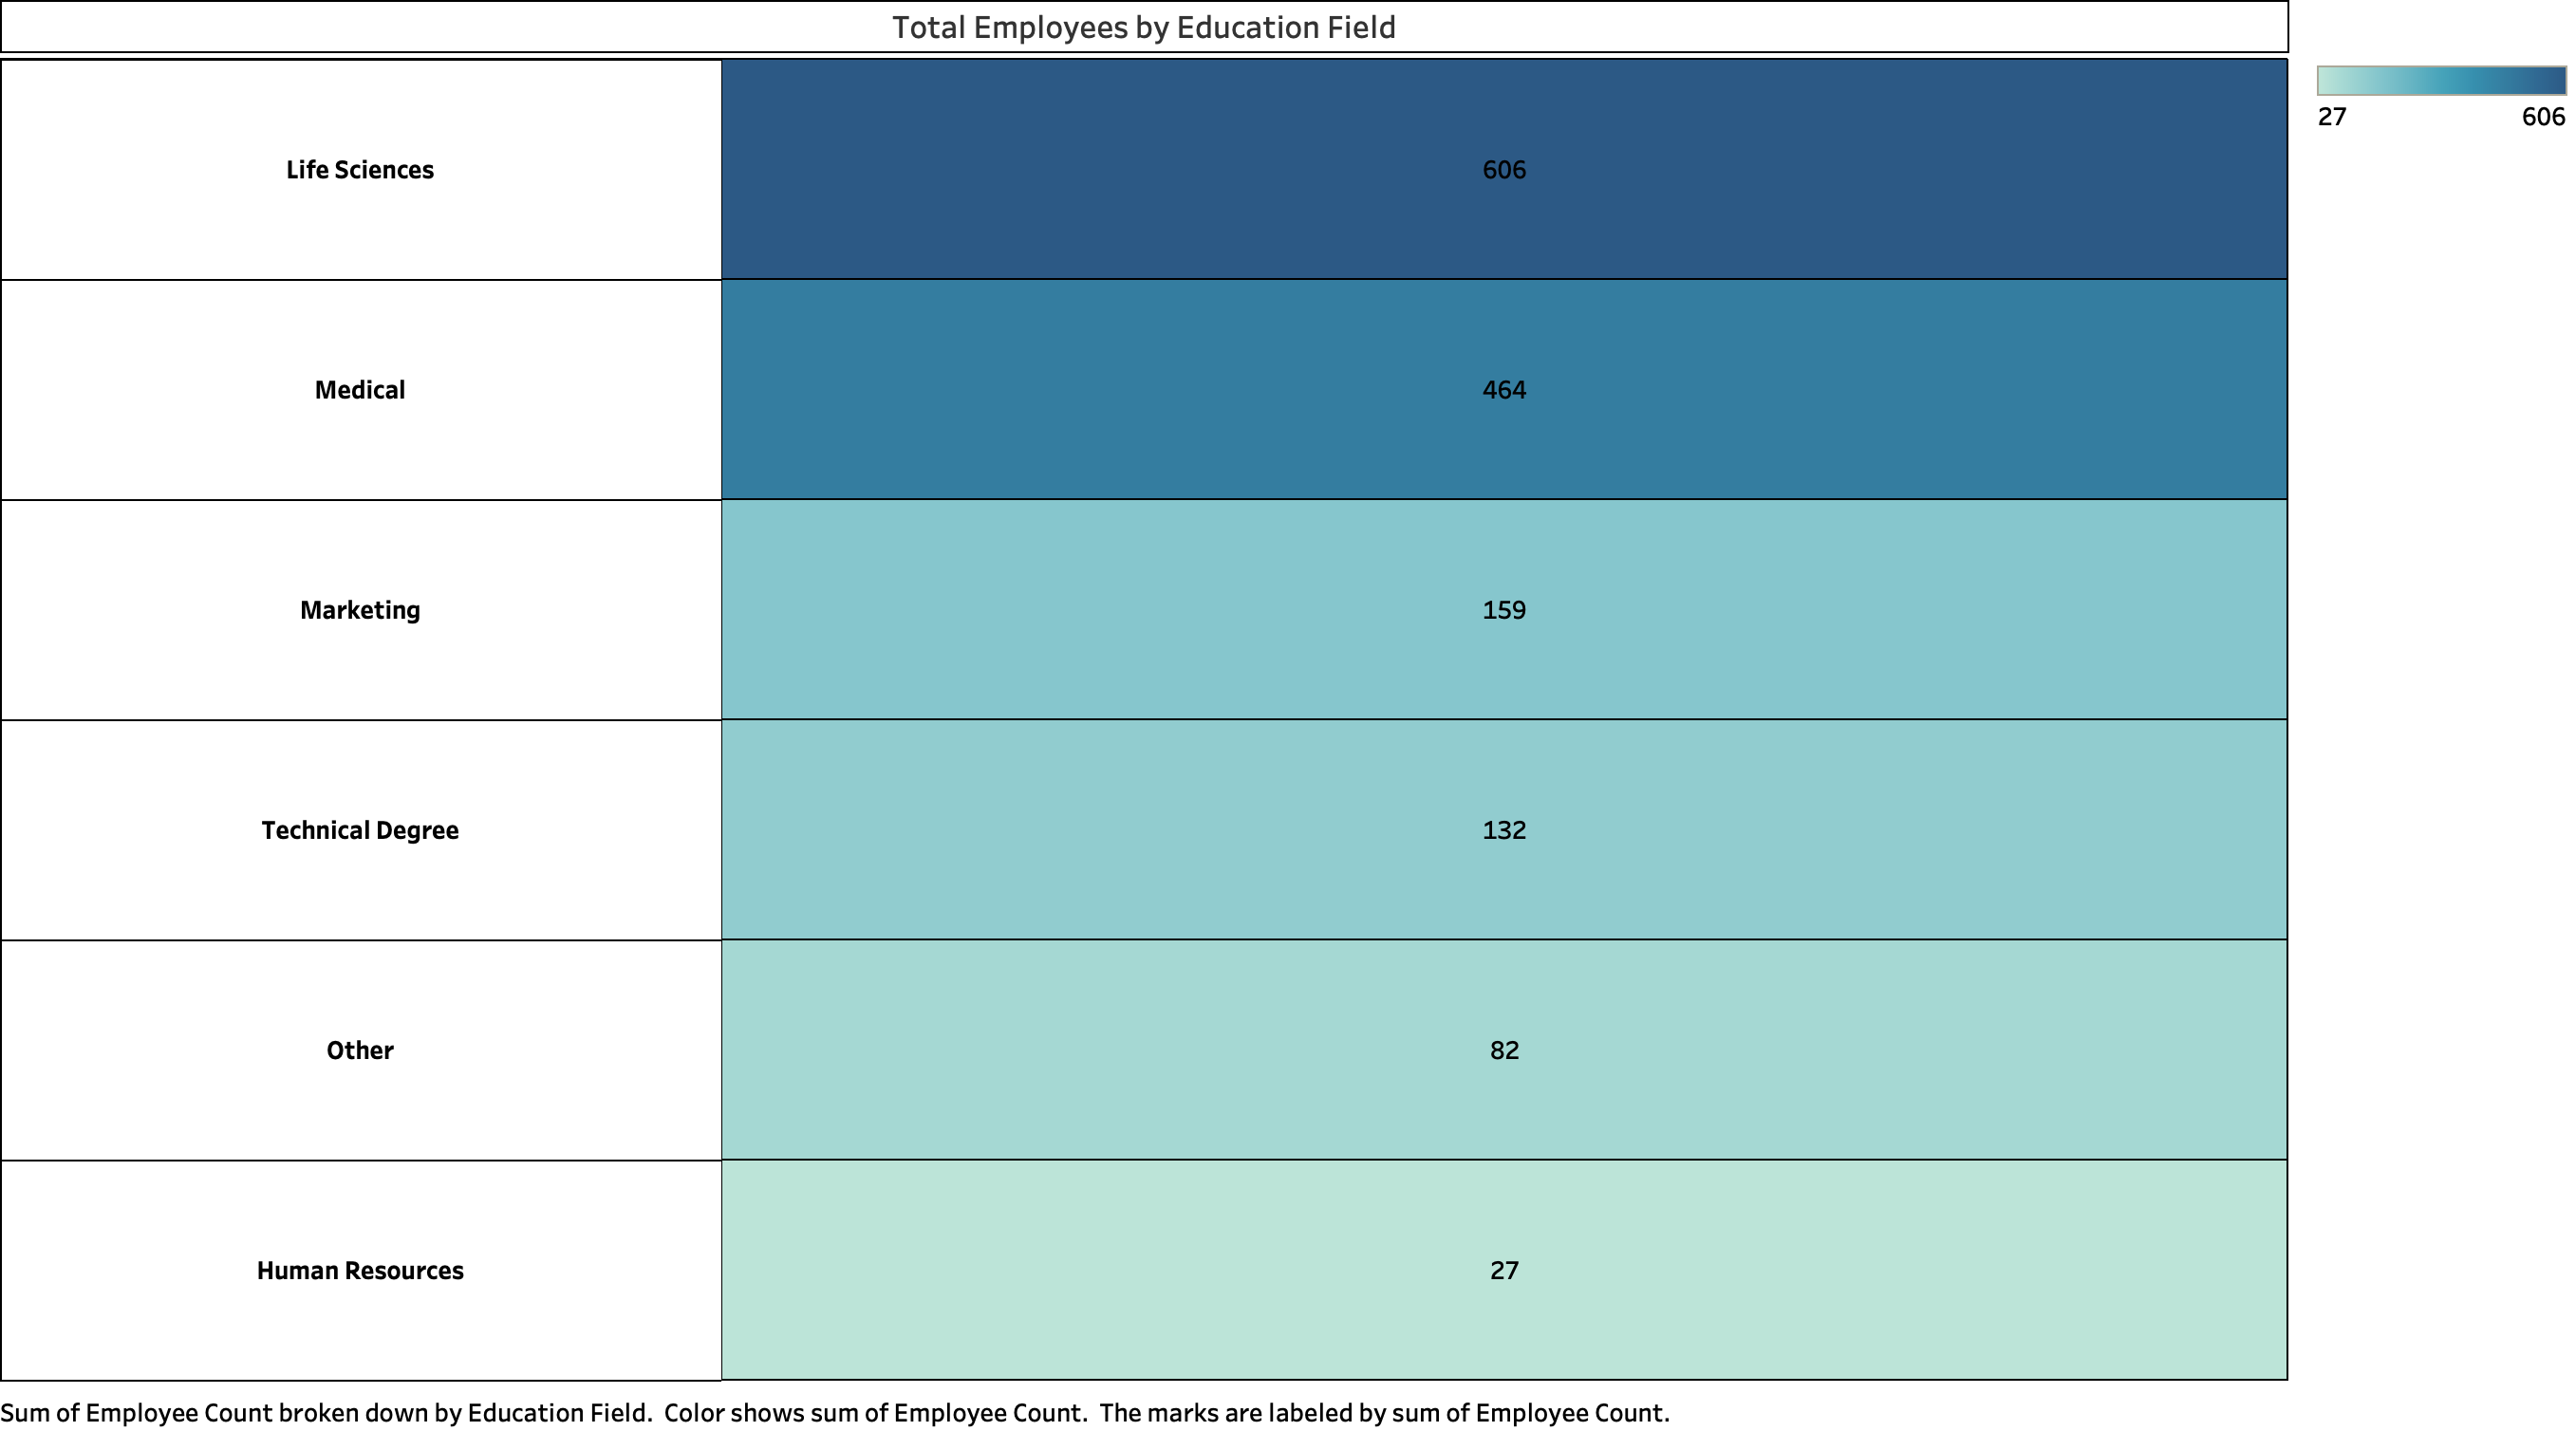 Total Employees by Education Field
27 606
Life Sciences 606
Medical 464
Marketing 159
Technical Degree 132
Other 82
Human Resources 27
Sum of Employee Count broken down by Education Field.  Color shows sum of Employee Count.  The marks are labeled by sum of Employee Count.